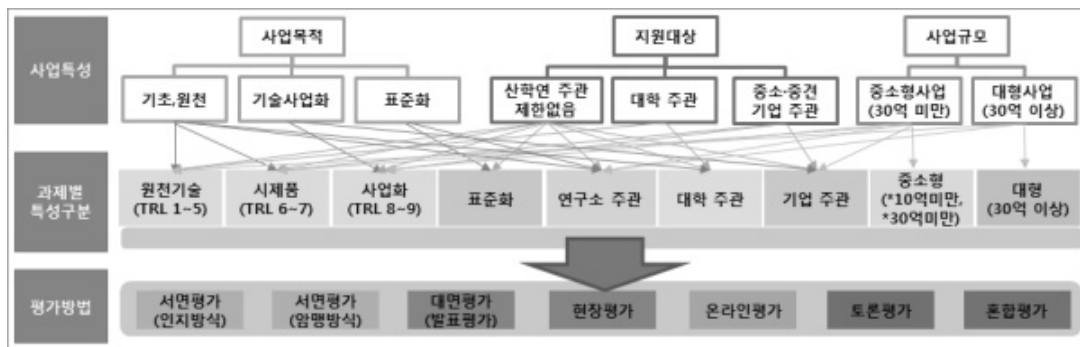 사업특성
사업목적
지원대상
사업규모
기초,원천
기술사업화
표준화
산학연 주관
제한없음
대학 주관
중소·중견
기업 주관
중소형사업
(30억 미만)
대형사업
(30억 이상)
과제별
특성구분
원천기술
(TRL 1~5)
시제품
(TRL 6~7)
사업화
(TRL 8~9)
표준화
연구소 주관
대학 주관
기업 주관
중소형
(*10억미만,
*30억미만)
대형
(30억 이상)
평가방법
서면평가
(인지방식)
서면평가
(암맹방식)
대면평가
(발표평가)
현장평가
온라인평가
토론평가
혼합평가